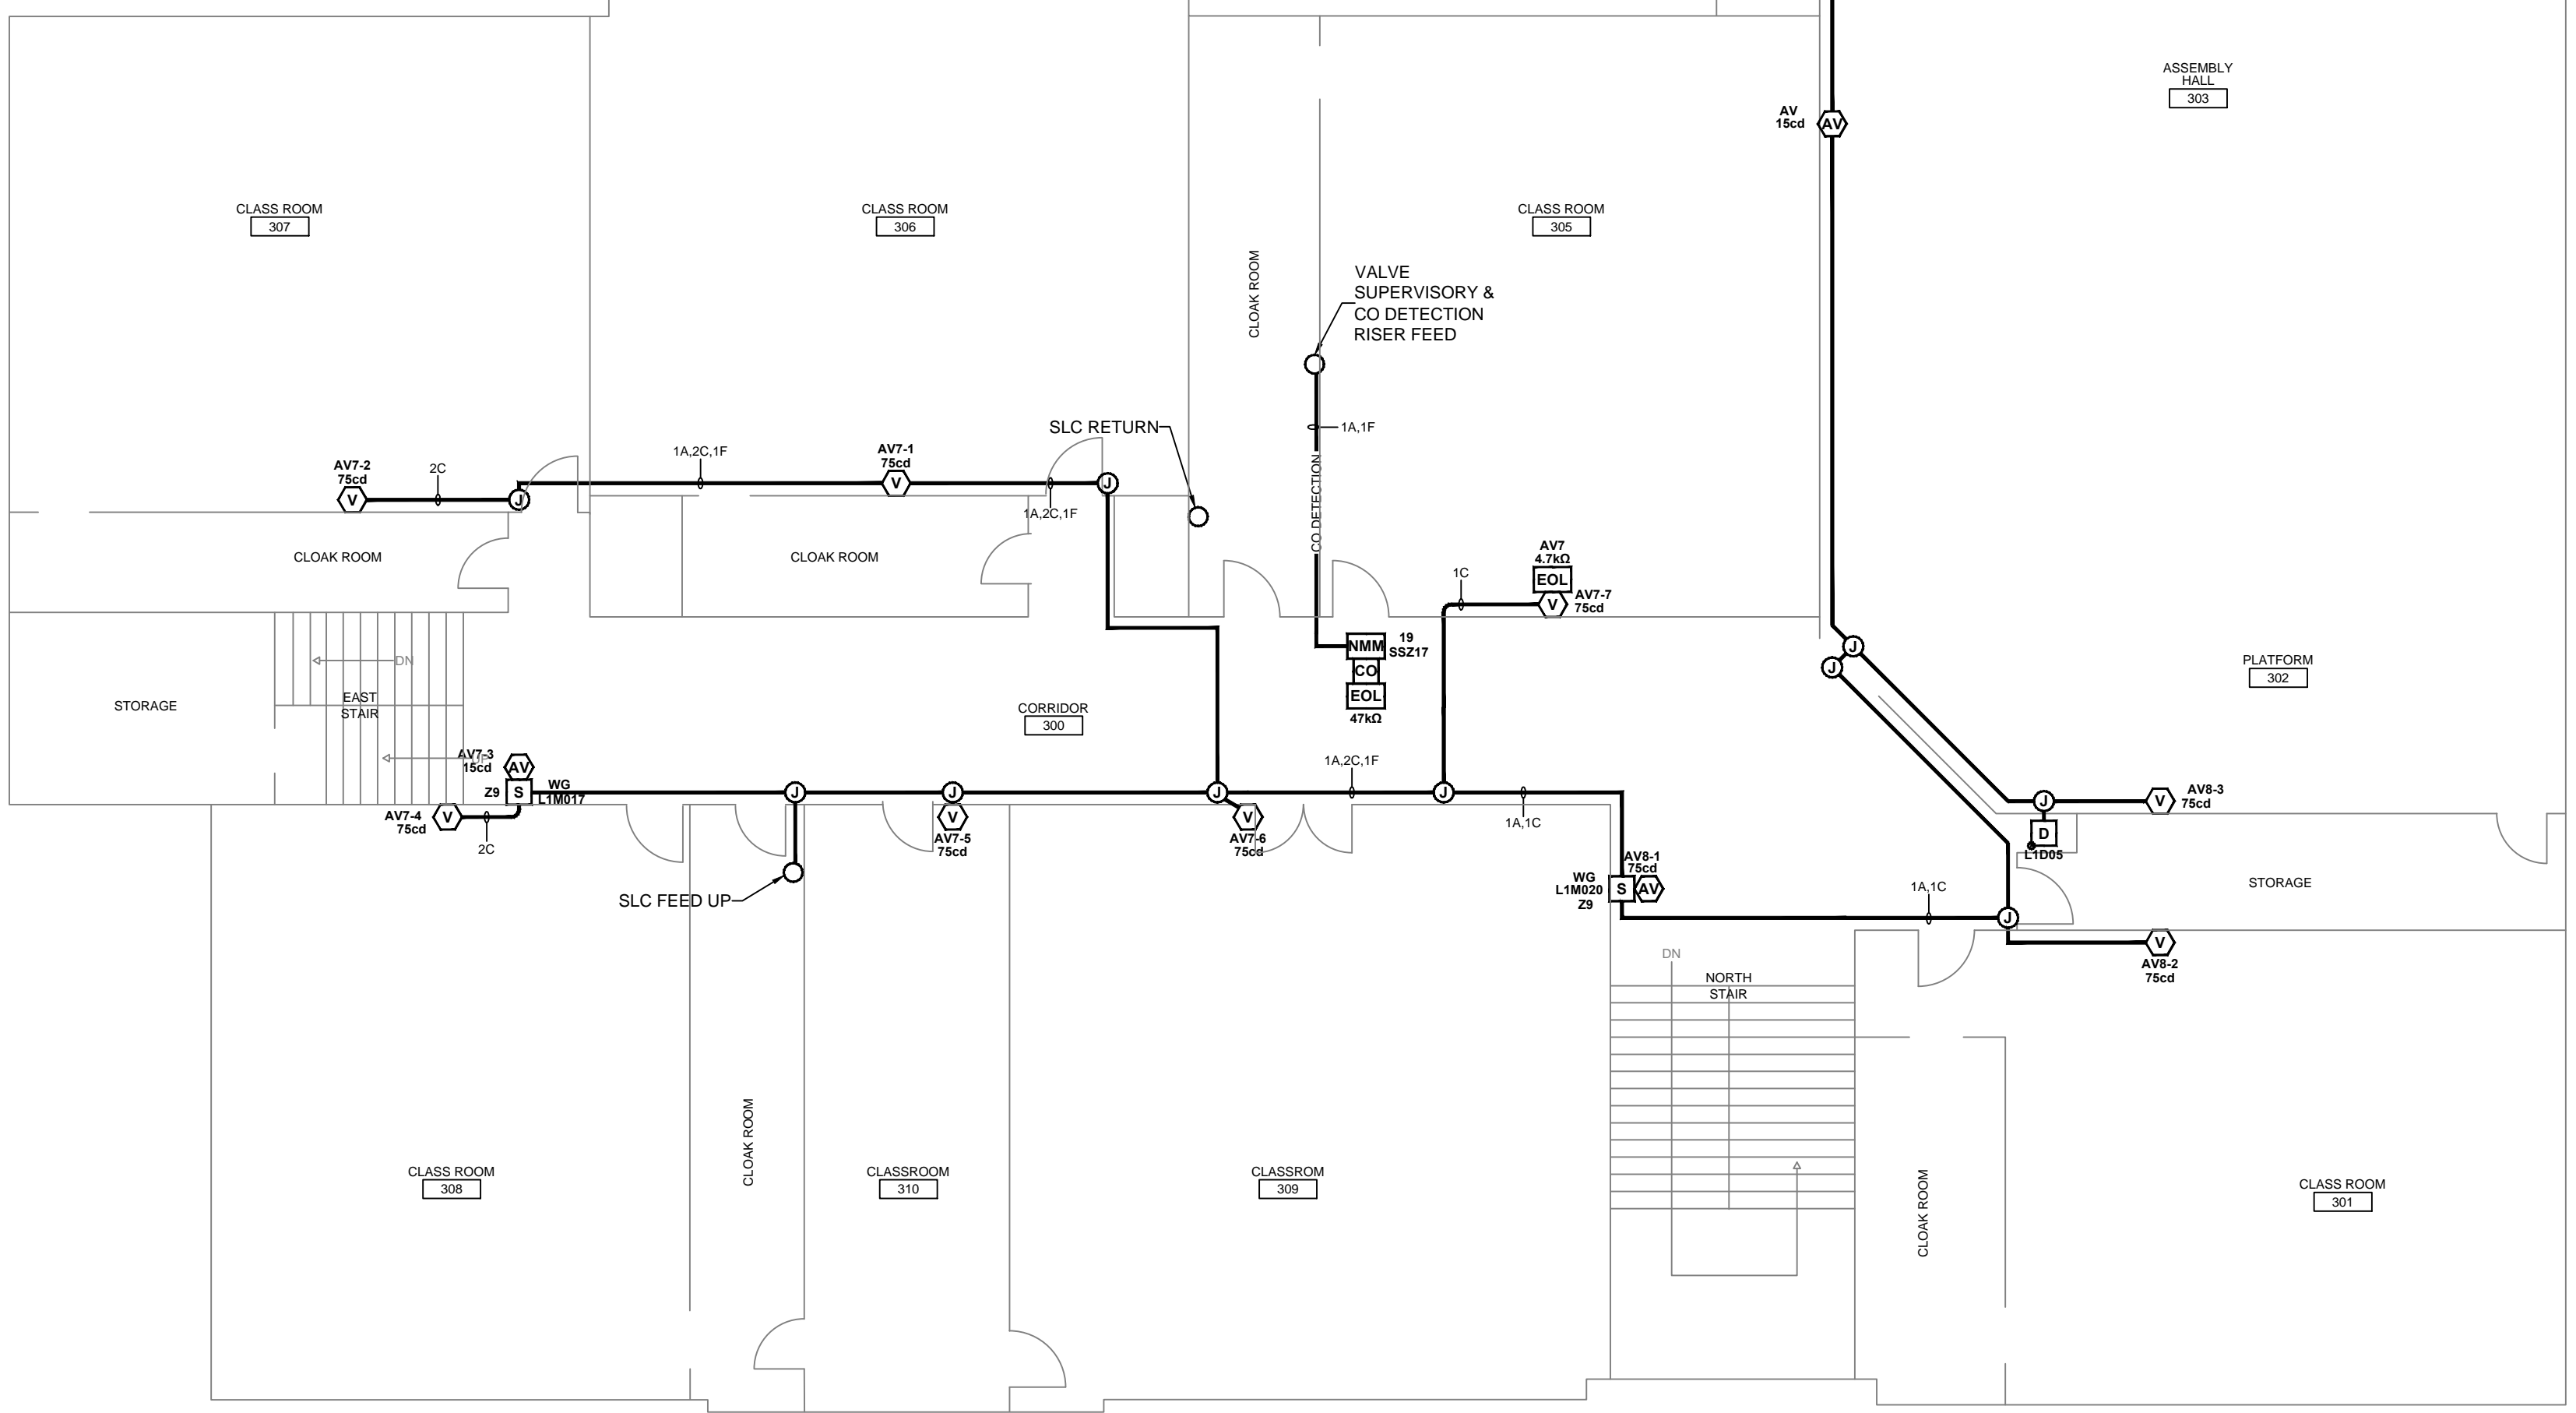 ASSEMBLY
HALL
303
AV
15cd
AV
CLASS ROOM
307
CLASS ROOM
306
CLASS ROOM
305
CLOAK ROOM
VALVE
SUPERVISORY &
CO DETECTION
RISER FEED
SLC RETURN
1A,1F
CO DETECTION
AV7-2
75cd
V
2C
J
1A,2C,1F
AV7-1
75cd
V
1A,2C,1F
J
CLOAK ROOM
CLOAK ROOM
AV7
4.7kΩ
EOL
1C
V
AV7-7
75cd
NMM
19
SSZ17
CO
EOL
47kΩ
J
J
PLATFORM
302
DN
EAST
STAIR
STORAGE
CORRIDOR
300
AV7-3
15cd
AV
UP
Z9
S
WG
L1M017
AV7-4
75cd
V
2C
J
J
V
AV7-5
75cd
J
V
AV7-6
75cd
1A,2C,1F
J
1A,1C
SLC FEED UP
AV8-1
75cd
WG
L1M020
Z9
S
AV
1A,1C
J
J
V
AV8-3
75cd
D
L1D05
STORAGE
V
AV8-2
75cd
DN
NORTH
STAIR
CLASS ROOM
308
CLOAK ROOM
CLASSROOM
310
CLASSROM
309
CLOAK ROOM
CLASS ROOM
301